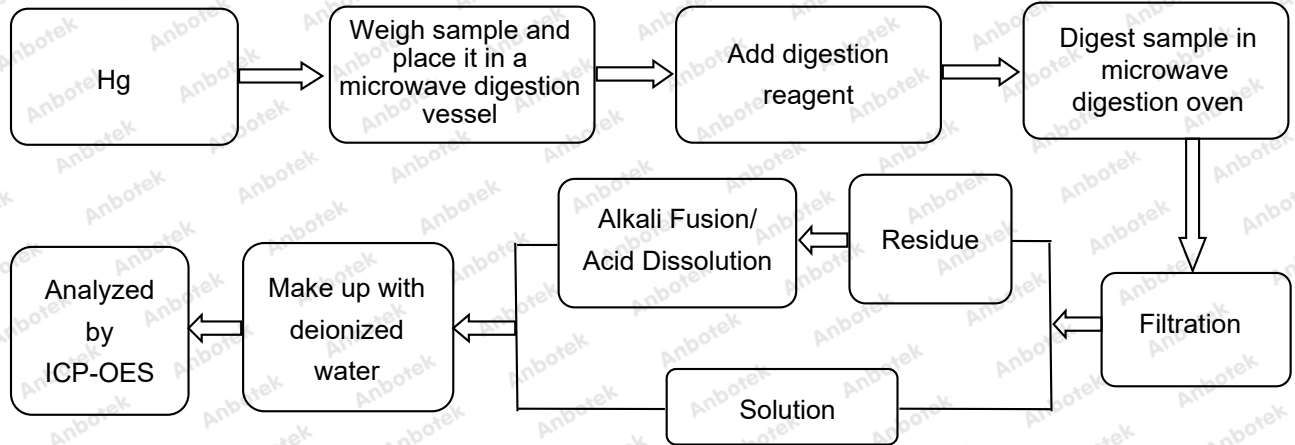 Hg
Weigh sample and
place it in a
microwave digestion
vessel
Add digestion
reagent
Digest sample in
microwave
digestion oven
Filtration
Residue
Alkali Fusion/
Acid Dissolution
Solution
Make up with
deionized
water
Analyzed
by
ICP-OES
Anbotek